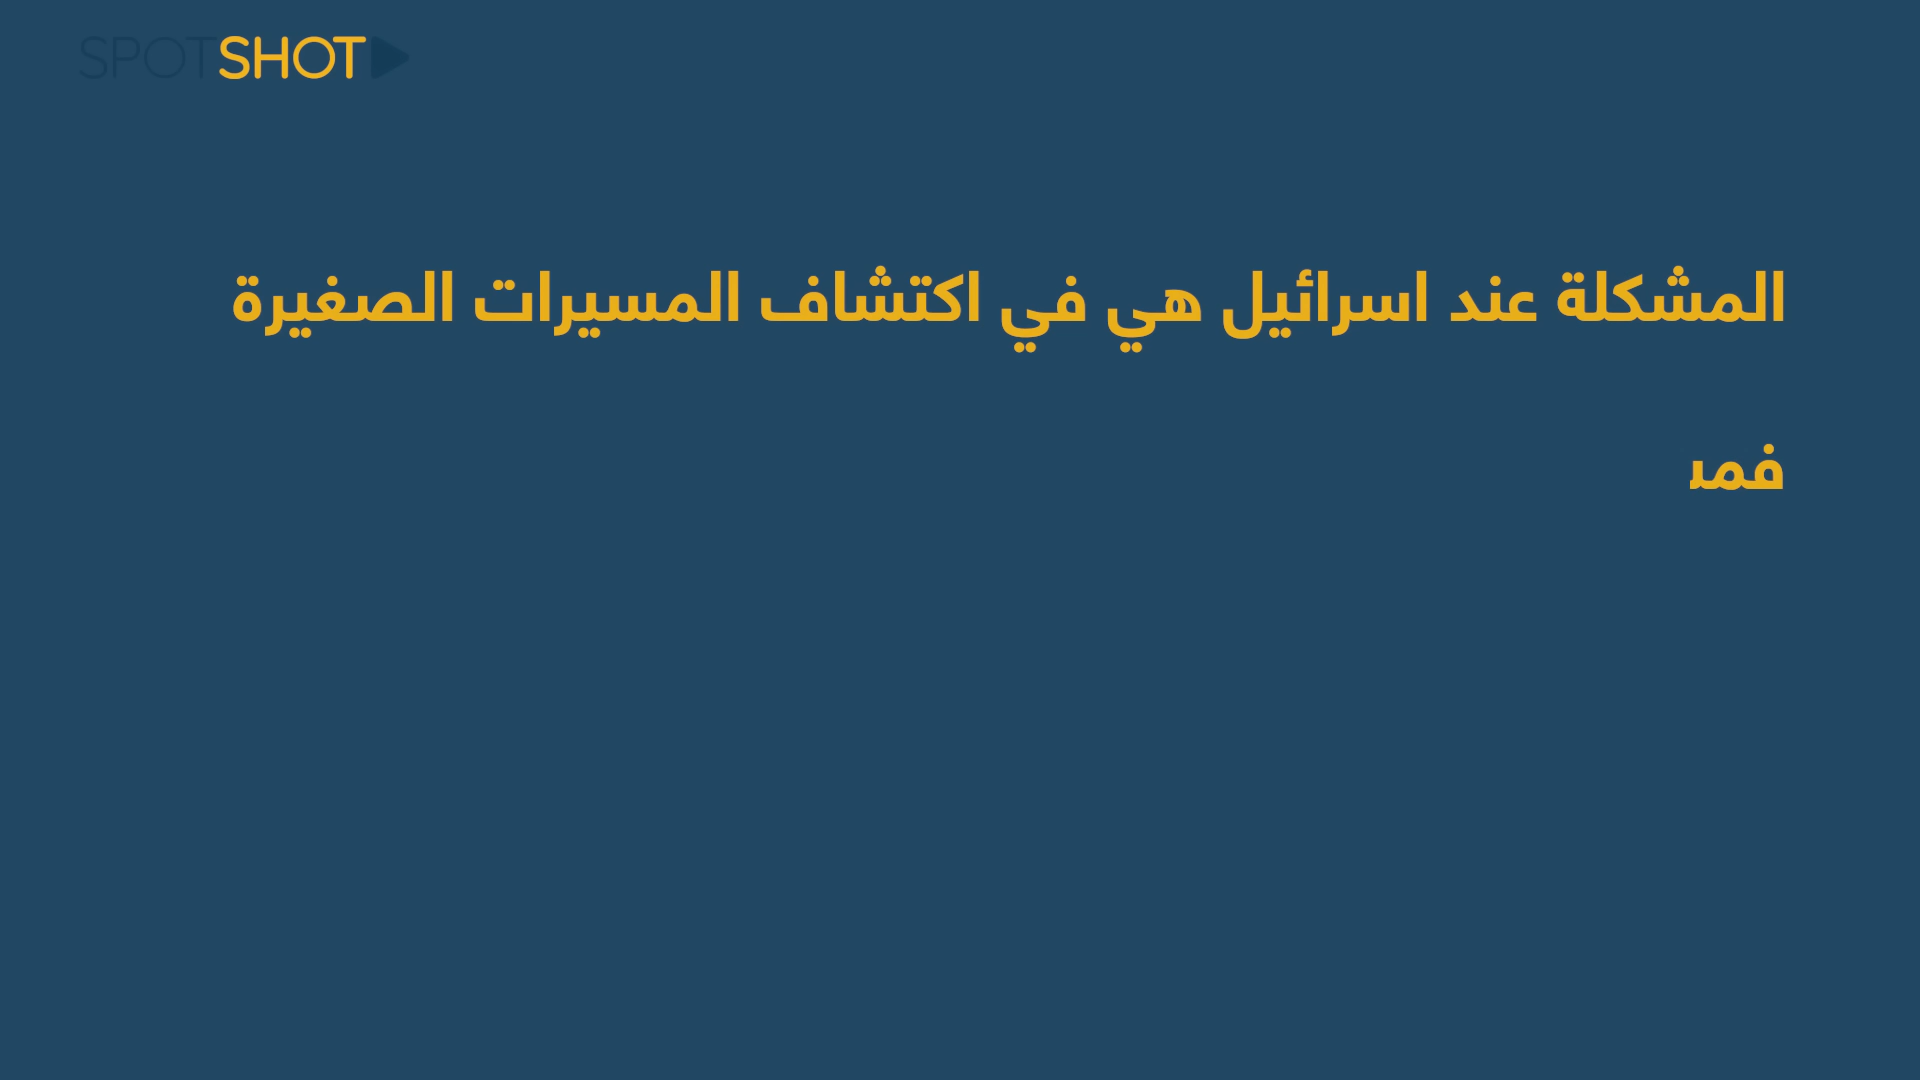 SPOTSHOT
المشكلة عند اسرائيل هي في اكتشاف المسيرات الصغيرة